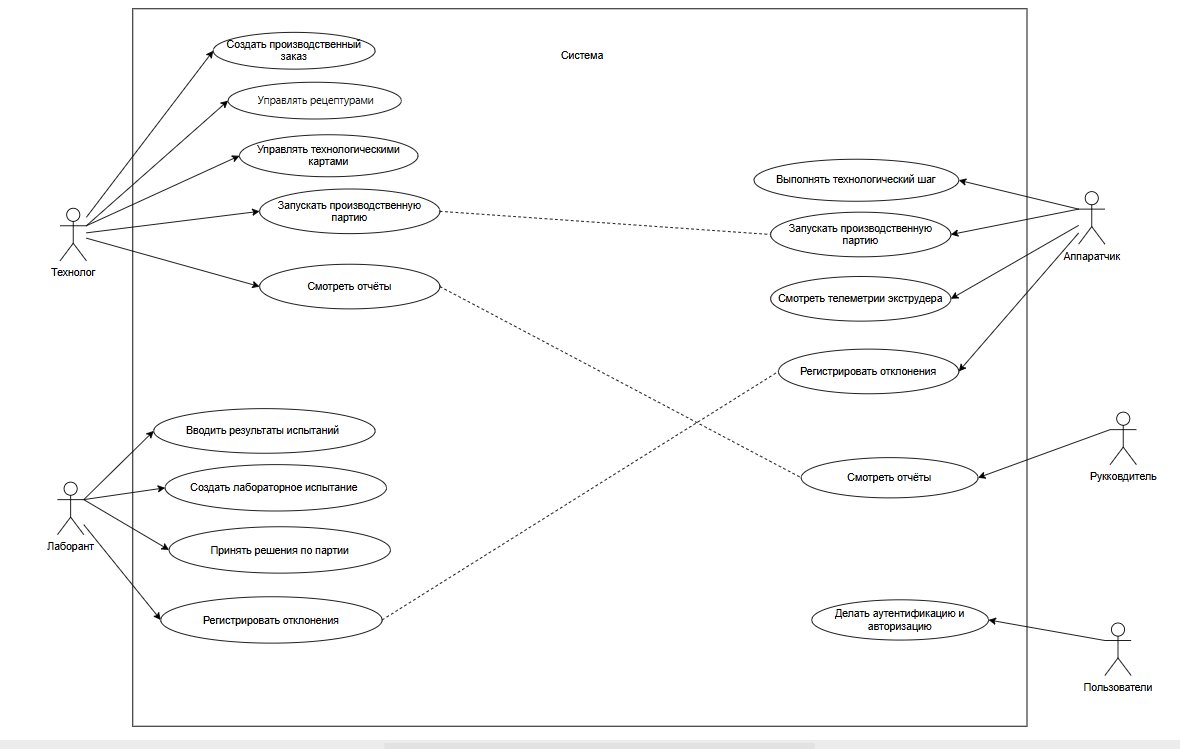 Система
Создать производственный
заказ
Управлять рецептурами
Управлять технологическими
картами
Запускать производственную
партию
Смотреть отчёты
Технолог
Вводить результаты испытаний
Создать лабораторное испытание
Принять решения по партии
Регистрировать отклонения
Лаборант
Выполнять технологический шаг
Запускать производственную
партию
Смотреть телеметрии экструдера
Регистрировать отклонения
Аппаратчик
Смотреть отчёты
Рукковдитель
Делать аутентификацию и
авторизацию
Пользователи